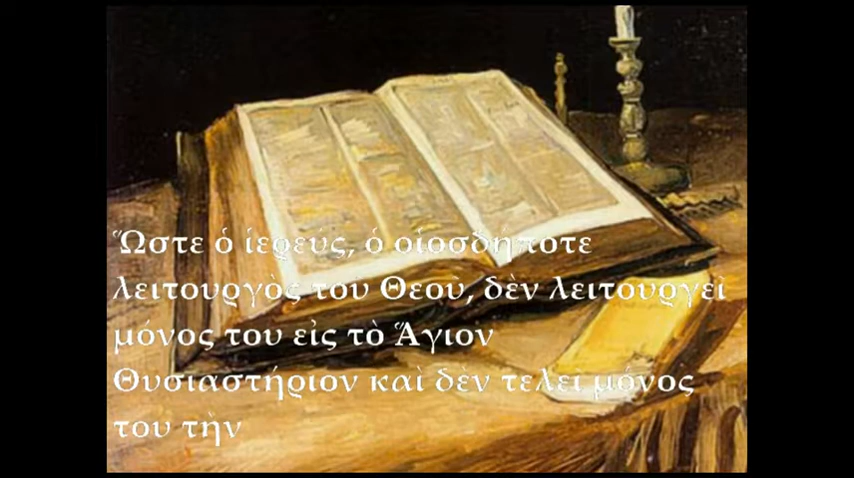 Ὥστε ὁ ἱερεύς, ὁ οἱοσδήποτε
λειτουργὸς τοῦ Θεοῦ, δὲν λειτουργεῖ
μόνος του εἰς τὸ Ἅγιον
Θυσιαστήριον καὶ δὲν τελεῖ μόνος
του τὴν